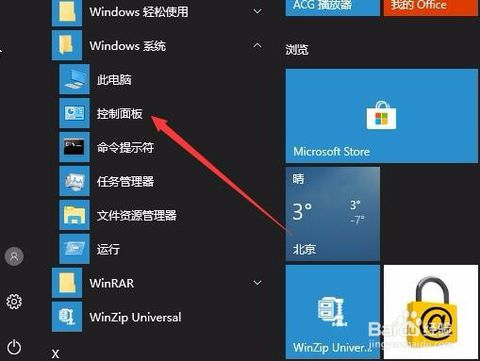 Windows 轻松使用
Windows 系统
此电脑
控制面板
命令提示符
任务管理器
文件资源管理器
运行
WinRAR
WinZip Universal
X
ACG 播放器
我的 Office
浏览
Microsoft Store
晴
3°
3°
-7°
北京
WinZip Univer...
@
Baidu 经验
jingyan.baidu.com